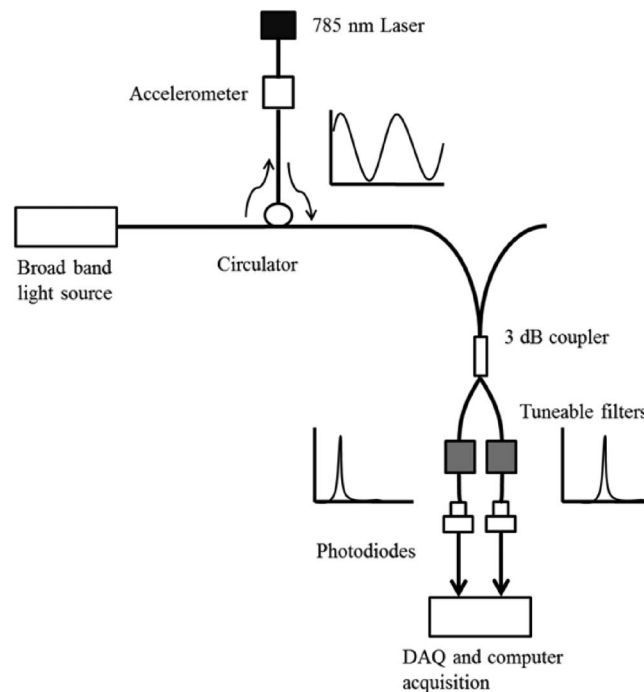 785 nm Laser
Accelerometer
Circulator
Broad band
light source
3 dB coupler
Tuneable filters
Photodiodes
DAQ and computer
acquisition